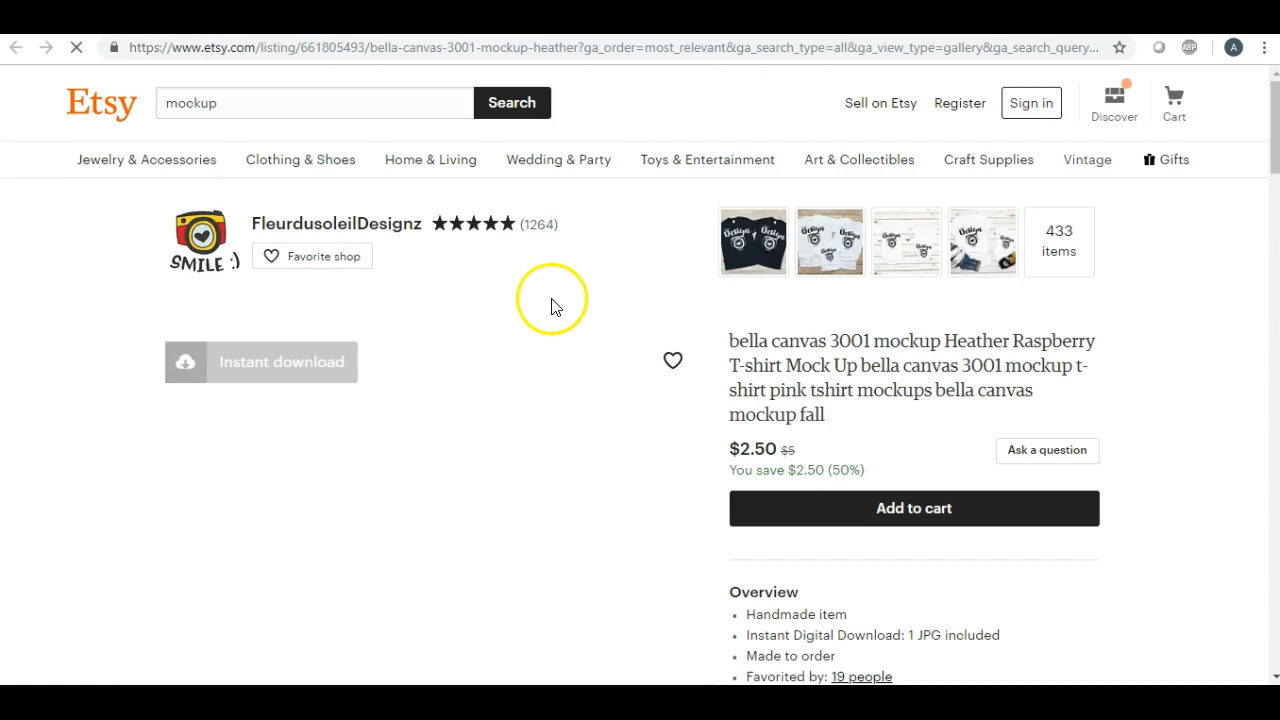 https://www.etsy.com/listing/661805493/bella-canvas-3001-mockup-heather?ga_order=most_relevant&ga_search_type=all&ga_view_type=gallery&ga_search_query...
ABP
A
Etsy
mockup
Search
Sell on Etsy
Register
Sign in
Discover
Cart
Jewelry & Accessories
Clothing & Shoes
Home & Living
Wedding & Party
Toys & Entertainment
Art & Collectibles
Craft Supplies
Vintage
Gifts
SMILE :)
FleurdusoleilDesignz ★★★★★ (1264)
Favorite shop
433
items
Instant download
bella canvas 3001 mockup Heather Raspberry
T-shirt Mock Up bella canvas 3001 mockup t-
shirt pink tshirt mockups bella canvas
mockup fall
$2.50 $5
You save $2.50 (50%)
Ask a question
Add to cart
Overview
• Handmade item
• Instant Digital Download: 1 JPG included
• Made to order
• Favorited by: 19 people